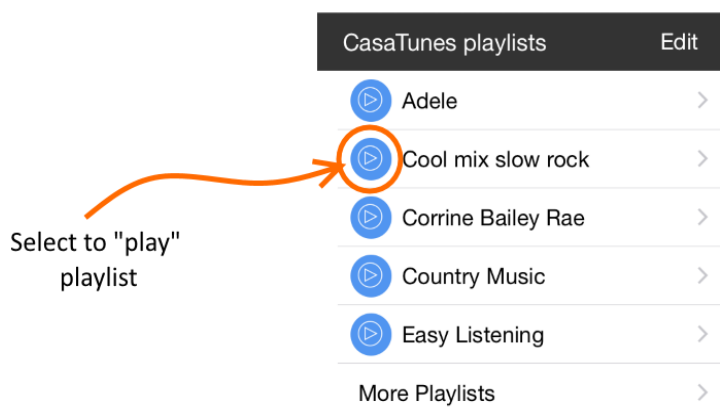 CasaTunes playlists Edit
Adele
Cool mix slow rock
Corrine Bailey Rae
Country Music
Easy Listening
More Playlists
Select to "play"
playlist